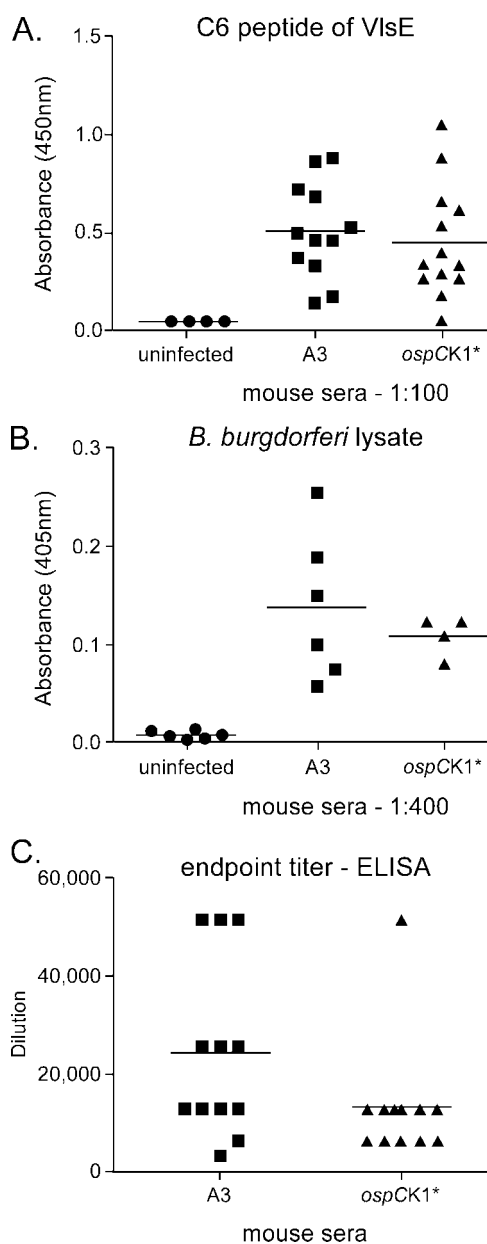 A.
C6 peptide of VlsE
1.5
1.0
0.5
0.0
Absorbance (450nm)
uninfected A3 ospCK1*
mouse sera - 1:100
B.
B. burgdorferi lysate
0.3
0.2
0.1
0.0
Absorbance (405nm)
uninfected A3 ospCK1*
mouse sera - 1:400
C.
endpoint titer - ELISA
60,000
40,000
20,000
0
Dilution
A3 ospCK1*
mouse sera